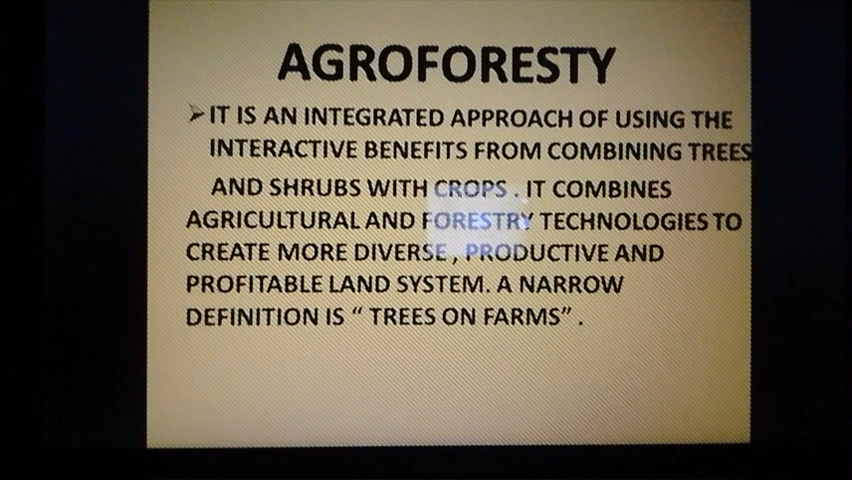 AGROFORESTY
➢IT IS AN INTEGRATED APPROACH OF USING THE
INTERACTIVE BENEFITS FROM COMBINING TREES
AND SHRUBS WITH CROPS . IT COMBINES
AGRICULTURAL AND FORESTRY TECHNOLOGIES TO
CREATE MORE DIVERSE , PRODUCTIVE AND
PROFITABLE LAND SYSTEM. A NARROW
DEFINITION IS “ TREES ON FARMS” .